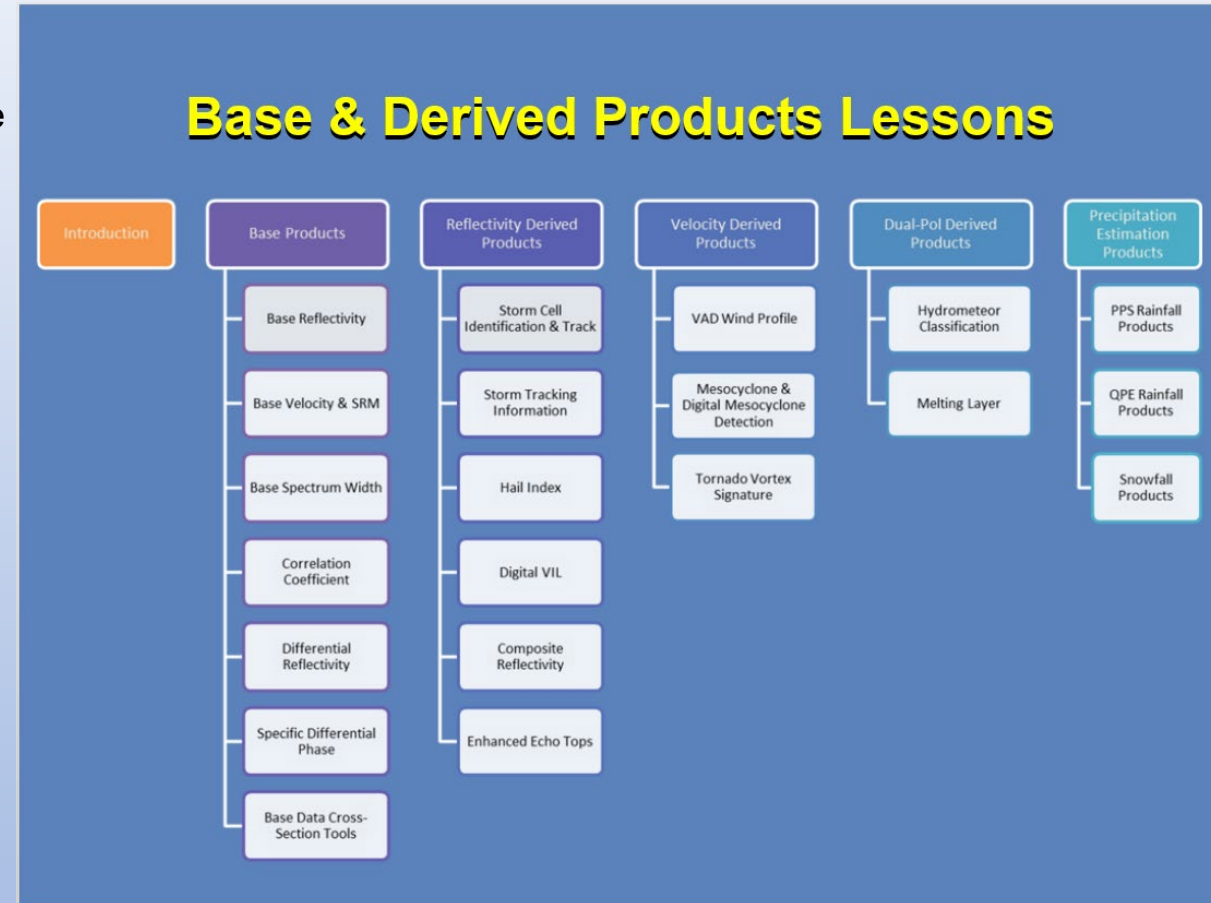 Base & Derived Products Lessons
Introduction
Base Products
Base Reflectivity
Base Velocity & SRM
Base Spectrum Width
Correlation
Coefficient
Differential
Reflectivity
Specific Differential
Phase
Base Data Cross-
Section Tools
Reflectivity Derived
Products
Storm Cell
Identification & Track
Storm Tracking
Information
Hail Index
Digital VIL
Composite
Reflectivity
Enhanced Echo Tops
Velocity Derived
Products
VAD Wind Profile
Mesocyclone &
Digital Mesocyclone
Detection
Tornado Vortex
Signature
Dual-Pol Derived
Products
Hydrometeor
Classification
Melting Layer
Precipitation
Estimation
Products
PPS Rainfall
Products
QPE Rainfall
Products
Snowfall
Products